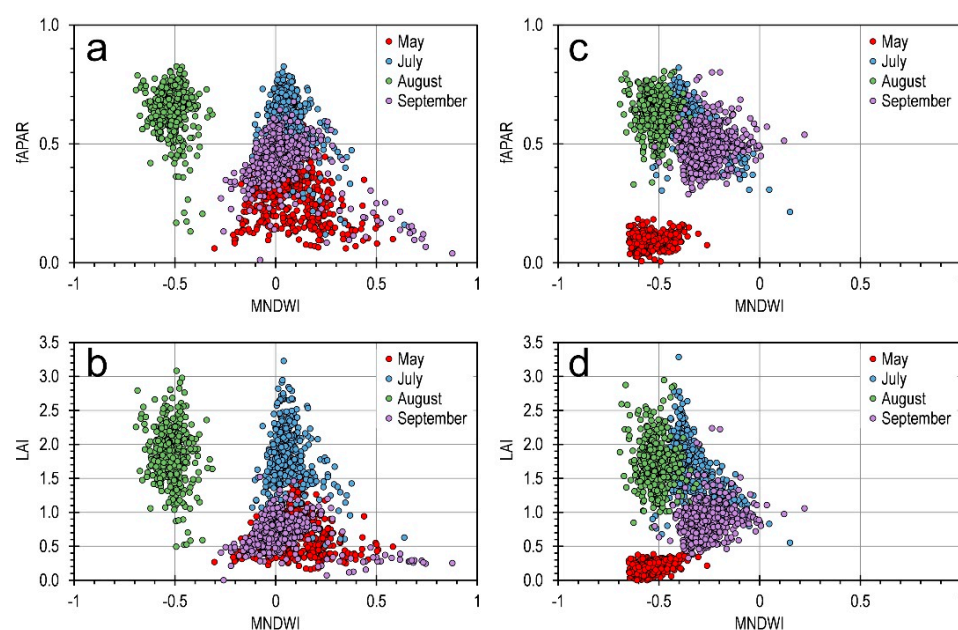 a
May
July
August
September
1.0
0.5
0.0
fAPAR
-1
-0.5
0
0.5
1
MNDWI
c
May
July
August
September
1.0
0.5
0.0
fAPAR
-1
-0.5
0
0.5
MNDWI
b
May
July
August
September
3.5
3.0
2.5
2.0
1.5
1.0
0.5
0.0
LAI
-1
-0.5
0
0.5
1
MNDWI
d
May
July
August
September
3.5
3.0
2.5
2.0
1.5
1.0
0.5
0.0
LAI
-1
-0.5
0
0.5
MNDWI